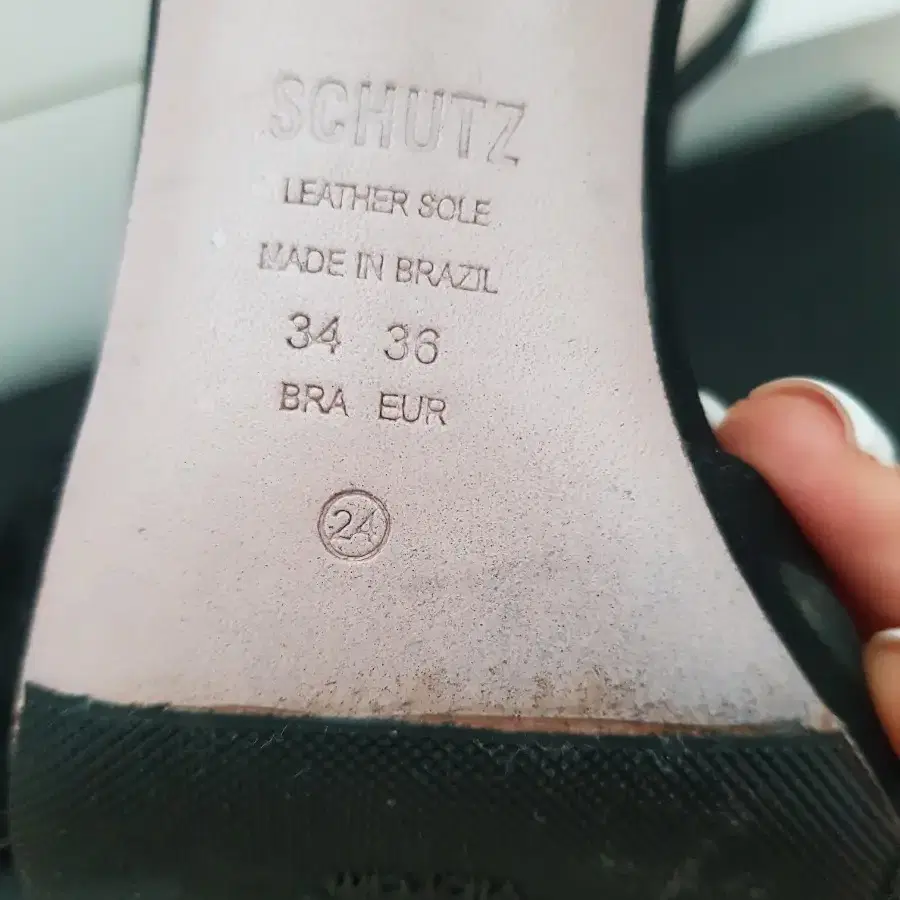 SCHUTZ
LEATHER SOLE
MADE IN BRAZIL
34 36
BRA EUR
24